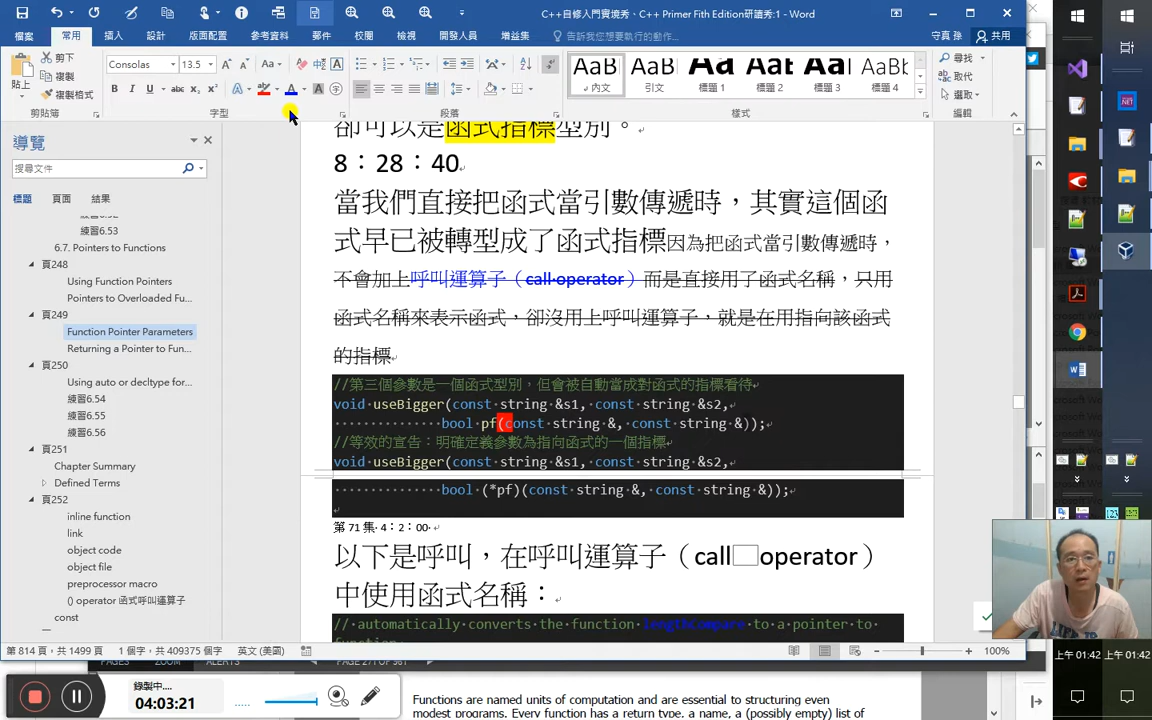 C++自修入門實境秀、C++ Primer Fith Edition研讀秀:1 - Word
檔案 常用 插入 設計 版面配置 參考資料 郵件 校閱 檢視 開發人員 增益集 告訴我您想要執行的動作... 守真 孫 共用
貼上 剪下 複製 複製格式
Consolas 13.5
AaB AaB AaB AaB AaBl AaBb(
內文 引文 標題 1 標題 2 標題 3 標題 4
尋找 取代 選取
剪貼簿 字型 段落 樣式 編輯
導覽
搜尋文件
標題 頁面 結果
練習6.53
6.7. Pointers to Functions
頁248
Using Function Pointers
Pointers to Overloaded Fu...
頁249
Function Pointer Parameters
Returning a Pointer to Fun...
頁250
Using auto or decltype for...
練習6.54
練習6.55
練習6.56
頁251
Chapter Summary
Defined Terms
頁252
inline function
link
object code
object file
preprocessor macro
() operator 函式呼叫運算子
const
卻可以是函式指標型別。
8：28：40
當我們直接把函式當引數傳遞時，其實這個函
式早已被轉型成了函式指標因為把函式當引數傳遞時，
不會加上呼叫運算子（call operator）而是直接用了函式名稱，只用
函式名稱來表示函式，卻沒用上呼叫運算子，就是在用指向該函式
的指標
//第三個參數是一個函式型別，但會被自動當成對函式的指標看待
void useBigger(const string &s1, const string &s2,
bool pf(const string &, const string &));
//等效的宣告：明確定義參數為指向函式的一個指標
void useBigger(const string &s1, const string &s2,
bool (*pf)(const string &, const string &));
第 71 集 4：2：00
以下是呼叫，在呼叫運算子（call operator）
中使用函式名稱：
// automatically converts the function lengthCompare to a pointer to
第 814 頁，共 1499 頁 1 個字，共 409375 個字 英文 (美國) 100%
PAGES ZOOM ALERTS PAGE 277 OF 981
錄製中...
04:03:21
Functions are named units of computation and are essential to structuring even
modest programs. Every function has a return type, a name, a (possibly empty) list of
上午 01:42 上午 01:42